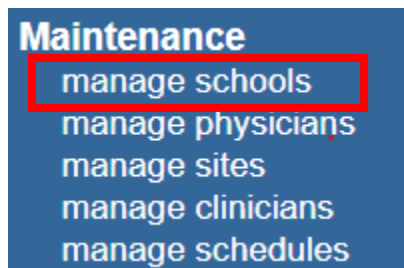 Maintenance
manage schools
manage physicians
manage sites
manage clinicians
manage schedules